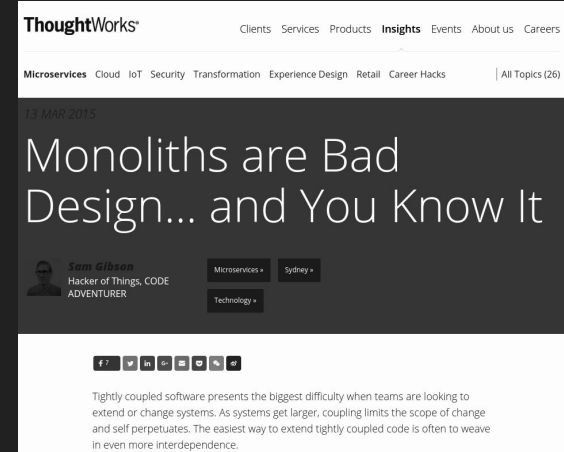 ThoughtWorks®
Clients Services Products Insights Events About us Careers
Microservices Cloud IoT Security Transformation Experience Design Retail Career Hacks | All Topics (26)
13 MAR 2015
Monoliths are Bad
Design... and You Know It
Sam Gibson
Hacker of Things, CODE
ADVENTURER
Microservices » Sydney »
Technology »
f 7 in G+
Tightly coupled software presents the biggest difficulty when teams are looking to
extend or change systems. As systems get larger, coupling limits the scope of change
and self perpetuates. The easiest way to extend tightly coupled code is often to weave
in even more interdependence.